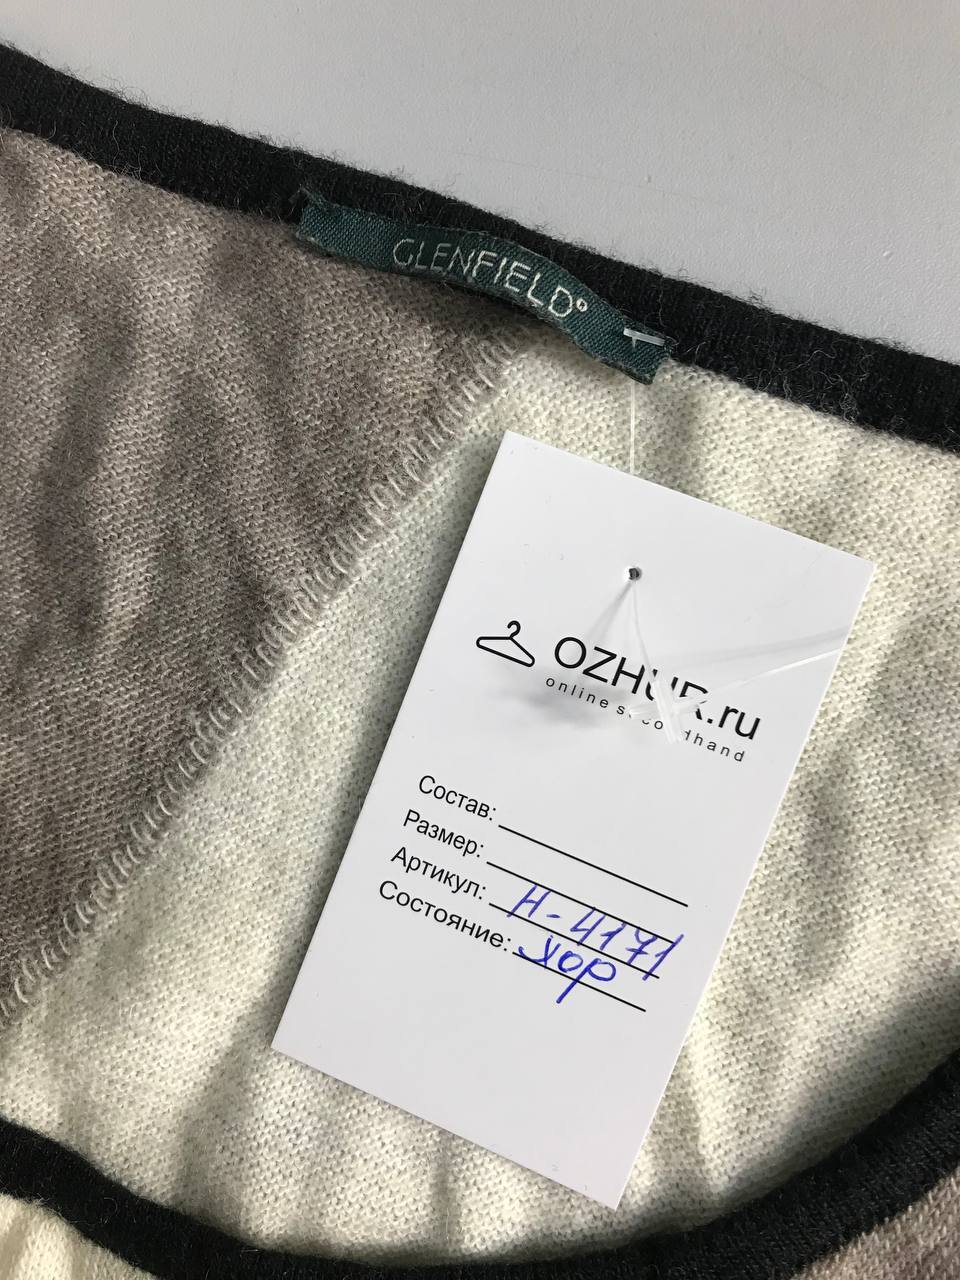 GLENFIELD®
OZHUR.ru
online secondhand
Состав:
Размер:
Артикул: Н-4171
Состояние: хор